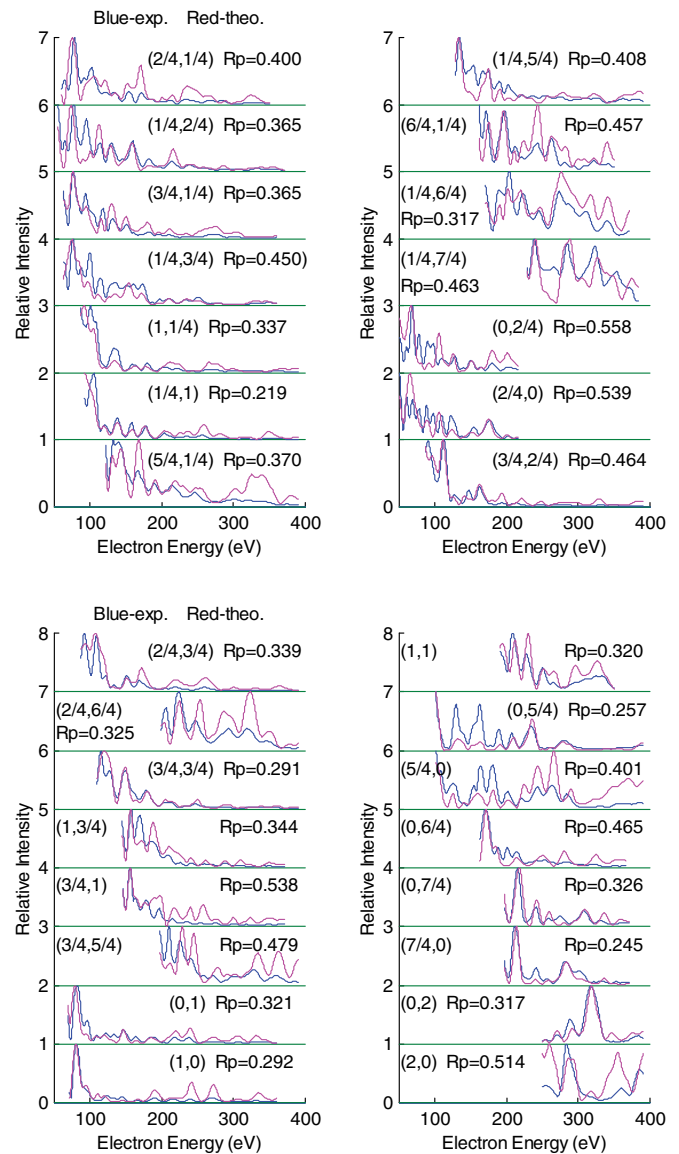 Blue-exp. Red-theo.
Relative Intensity
7
6
5
4
3
2
1
0
(2/4,1/4) Rp=0.400
(1/4,2/4) Rp=0.365
(3/4,1/4) Rp=0.365
(1/4,3/4) Rp=0.450)
(1,1/4) Rp=0.337
(1/4,1) Rp=0.219
(5/4,1/4) Rp=0.370
100 200 300 400
Electron Energy (eV)
Relative Intensity
7
6
5
4
3
2
1
0
(1/4,5/4) Rp=0.408
(6/4,1/4) Rp=0.457
(1/4,6/4)
Rp=0.317
(1/4,7/4)
Rp=0.463
(0,2/4) Rp=0.558
(2/4,0) Rp=0.539
(3/4,2/4) Rp=0.464
100 200 300 400
Electron Energy (eV)
Blue-exp. Red-theo.
Relative Intensity
8
7
6
5
4
3
2
1
0
(2/4,3/4) Rp=0.339
(2/4,6/4)
Rp=0.325
(3/4,3/4) Rp=0.291
(1,3/4) Rp=0.344
(3/4,1) Rp=0.538
(3/4,5/4) Rp=0.479
(0,1) Rp=0.321
(1,0) Rp=0.292
100 200 300 400
Electron Energy (eV)
Relative Intensity
8
7
6
5
4
3
2
1
0
(1,1) Rp=0.320
(0,5/4) Rp=0.257
(5/4,0) Rp=0.401
(0,6/4) Rp=0.465
(0,7/4) Rp=0.326
(7/4,0) Rp=0.245
(0,2) Rp=0.317
(2,0) Rp=0.514
100 200 300 400
Electron Energy (eV)